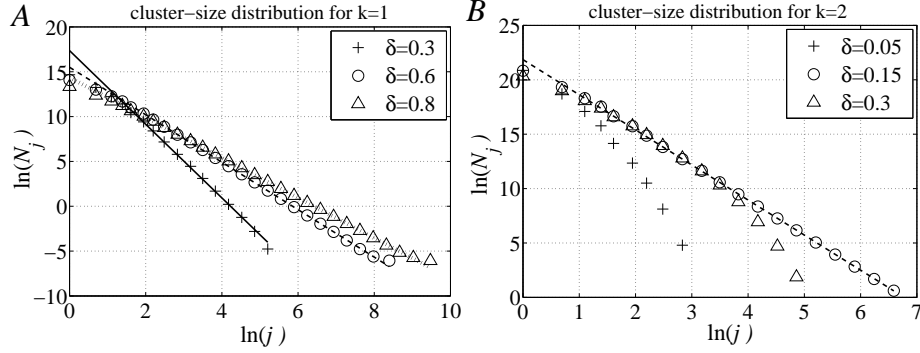 A
cluster-size distribution for k=1
δ=0.3
δ=0.6
δ=0.8
15
10
5
0
−5
−10
ln(N_j)
0
2
4
6
8
10
ln(j)
B
cluster-size distribution for k=2
δ=0.05
δ=0.15
δ=0.3
25
20
15
10
5
0
ln(N_j)
0
1
2
3
4
5
6
7
ln(j)